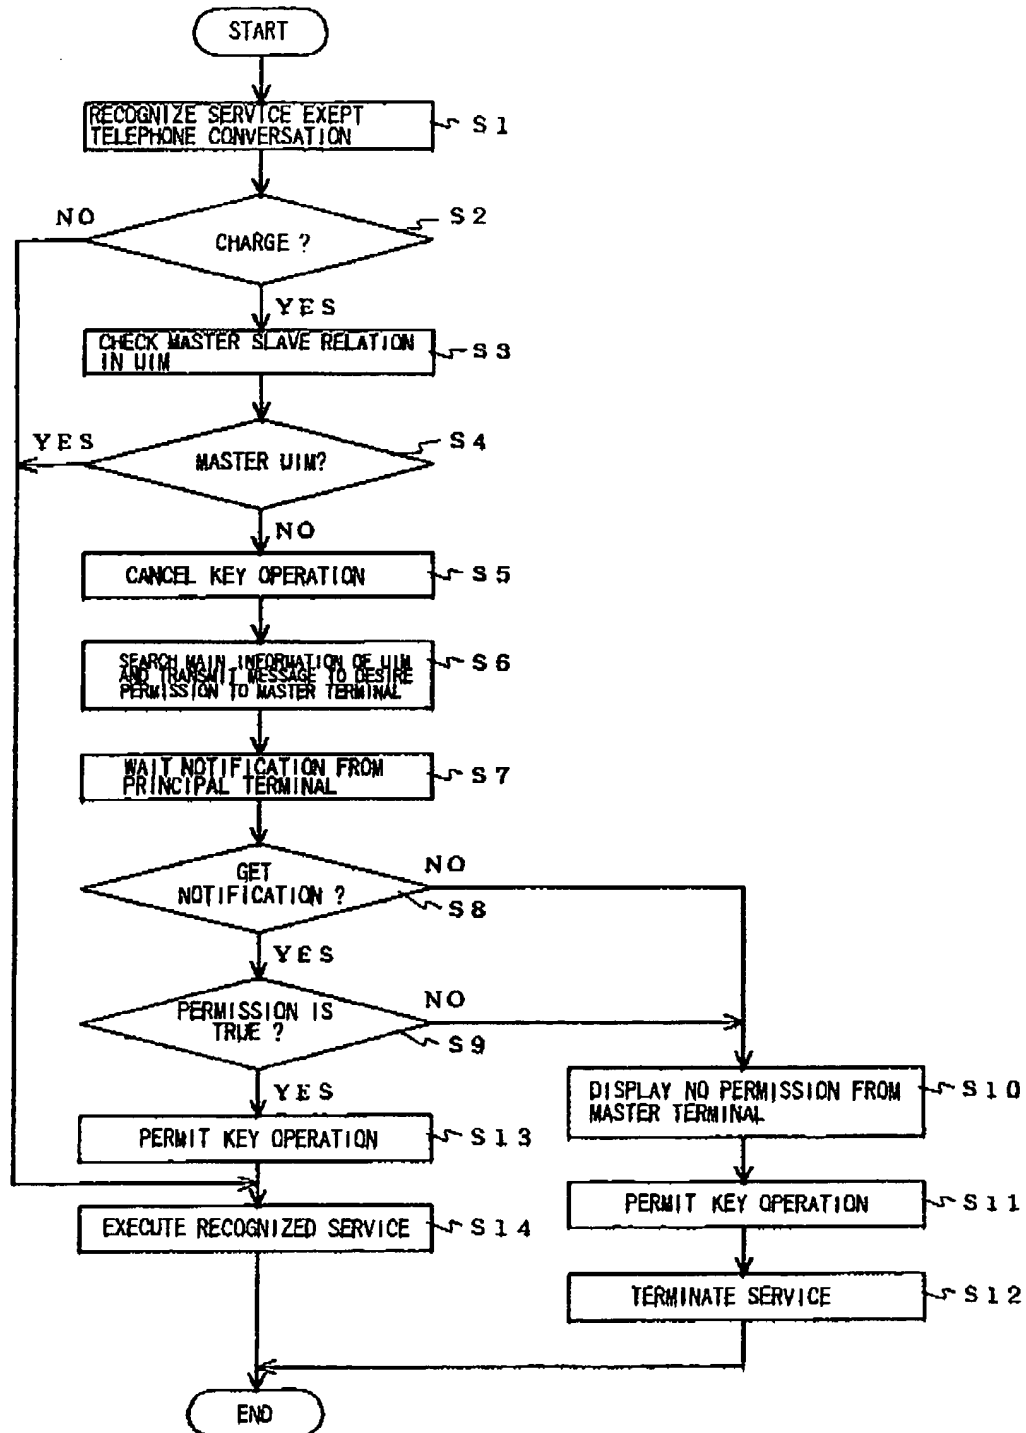 START
RECOGNIZE SERVICE EXEPT
TELEPHONE CONVERSATION
S1
S2
NO
CHARGE ?
YES
CHECK MASTER SLAVE RELATION
IN UIM
S3
S4
YES
MASTER UIM?
NO
CANCEL KEY OPERATION
S5
SEARCH MAIN INFORMATION OF UIM
AND TRANSMIT MESSAGE TO DESIRE
PERMISSION TO MASTER TERMINAL
S6
WAIT NOTIFICATION FROM
PRINCIPAL TERMINAL
S7
GET
NOTIFICATION ?
NO
S8
YES
PERMISSION IS
TRUE ?
NO
S9
YES
DISPLAY NO PERMISSION FROM
MASTER TERMINAL
S10
PERMIT KEY OPERATION
S13
PERMIT KEY OPERATION
S11
EXECUTE RECOGNIZED SERVICE
S14
TERMINATE SERVICE
S12
END